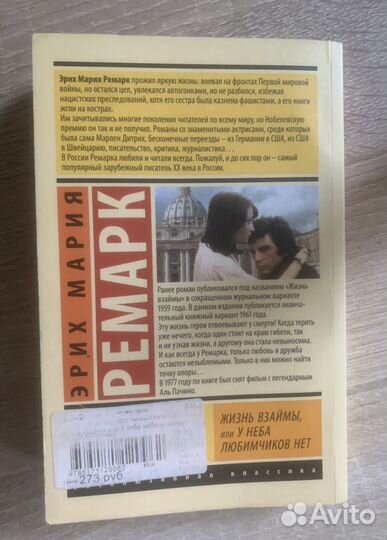 Эрих Мария Ремарк прожил яркую жизнь: воевал на фронтах Первой мировой
войны, но остался цел, увлекался автогонками, но не разбился, избежал
нацистских преследований, хотя его сестра была казнена фашистами, а его книги
жгли на кострах.
Им зачитывались многие поколения читателей по всему миру, но Нобелевскую
премию он так и не получил. Романы со знаменитыми актрисами, среди которых
была сама Марлен Дитрих, бесконечные переезды – из Германии в США, из США
в Швейцарию, писательство, критика, журналистика…
В России Ремарка любили и читали всегда. Пожалуй, и до сих пор он – самый
популярный зарубежный писатель XX века в России.
ЭРИХ МАРИЯ
РЕМАРК
Ранее роман публиковался под названием «Жизнь
взаймы» в сокращенном журнальном варианте
1959 года. В данном издании публикуется оконча-
тельный книжный вариант 1961 года.
Эту жизнь герои отвоевывают у смерти! Когда терять
уже нечего, когда один стоит на краю гибели, так
и не узнав жизни, а другому она стала невыносима.
И как всегда у Ремарка, только любовь и дружба
остаются незыблемыми. Только в них можно найти
точку опоры…
В 1977 году по книге был снят фильм с легендарным
Аль Пачино.
ЖИЗНЬ ВЗАЙМЫ,
или У НЕБА
ЛЮБИМЧИКОВ НЕТ
273 руб
классика
Avito